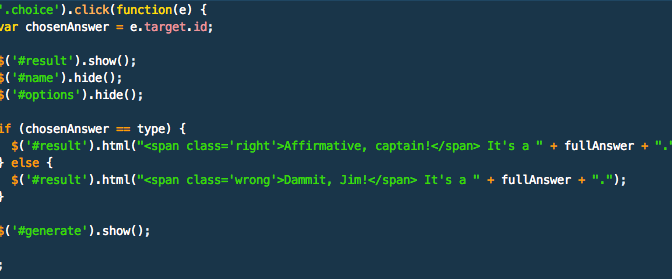 '.choice').click(function(e) {
var chosenAnswer = e.target.id;
$('#result').show();
$('#name').hide();
$('#options').hide();
if (chosenAnswer == type) {
$('#result').html("<span class='right'>Affirmative, captain!</span> It's a " + fullAnswer + "."
} else {
$('#result').html("<span class='wrong'>Dammit, Jim!</span> It's a " + fullAnswer + ".");
}
$('#generate').show();
;